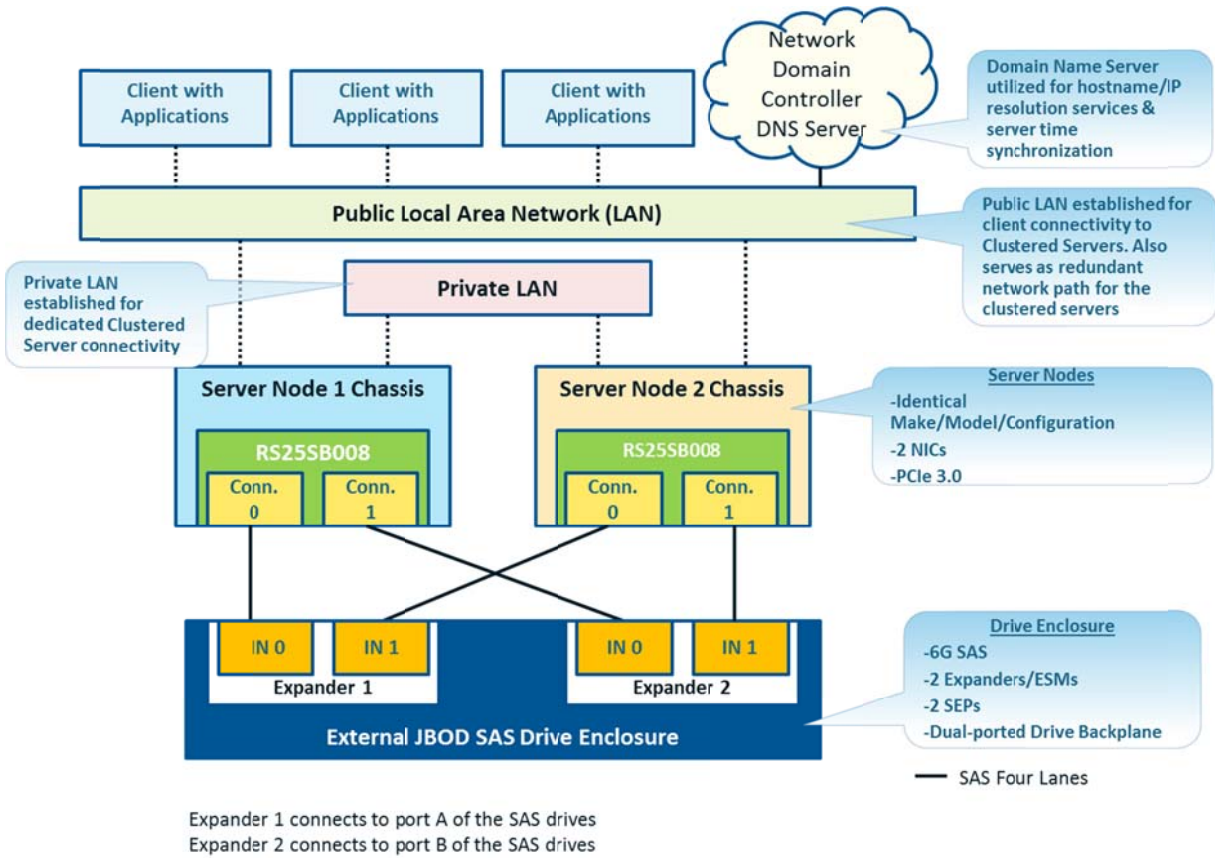 Network
Domain
Controller
DNS Server
Client with
Applications
Client with
Applications
Client with
Applications
Domain Name Server
utilized for hostname/IP
resolution services &
server time
synchronization
Public Local Area Network (LAN)
Public LAN established for
client connectivity to
Clustered Servers. Also
serves as redundant
network path for the
clustered servers
Private LAN
established for
dedicated Clustered
Server connectivity
Private LAN
Server Node 1 Chassis
RS25SB008
Conn.
0
Conn.
1
Server Node 2 Chassis
RS25SB008
Conn.
0
Conn.
1
Server Nodes
-Identical
Make/Model/Configuration
-2 NICs
-PCIe 3.0
IN 0
IN 1
Expander 1
IN 0
IN 1
Expander 2
External JBOD SAS Drive Enclosure
Drive Enclosure
-6G SAS
-2 Expanders/ESMs
-2 SEPs
-Dual-ported Drive Backplane
SAS Four Lanes
Expander 1 connects to port A of the SAS drives
Expander 2 connects to port B of the SAS drives